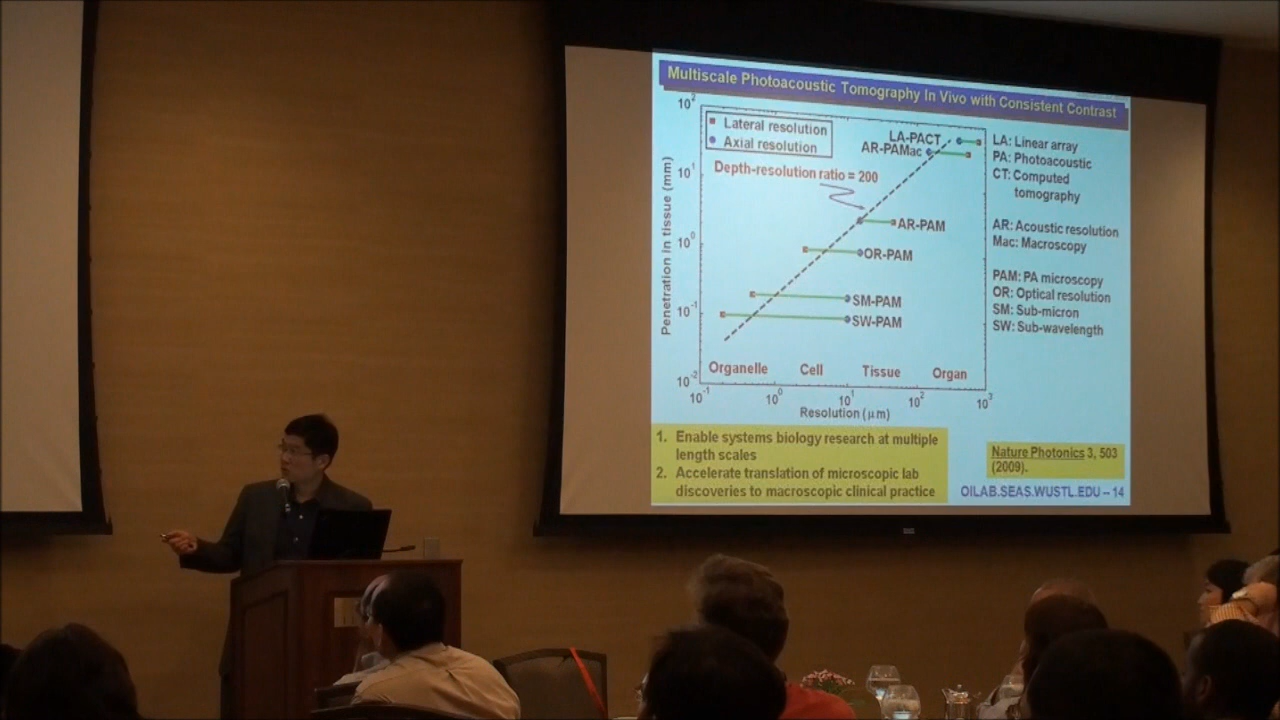 Multiscale Photoacoustic Tomography In Vivo with Consistent Contrast
10²
10¹
10⁰
10⁻¹
10⁻²
Penetration in tissue (mm)
Lateral resolution
Axial resolution
Depth-resolution ratio = 200
LA-PACT
AR-PAMac
AR-PAM
OR-PAM
SM-PAM
SW-PAM
Organelle Cell Tissue Organ
10⁻¹ 10⁰ 10¹ 10² 10³
Resolution (μm)
LA: Linear array
PA: Photoacoustic
CT: Computed
tomography
AR: Acoustic resolution
Mac: Macroscopy
PAM: PA microscopy
OR: Optical resolution
SM: Sub-micron
SW: Sub-wavelength
1. Enable systems biology research at multiple
length scales
2. Accelerate translation of microscopic lab
discoveries to macroscopic clinical practice
Nature Photonics 3, 503
(2009).
OILAB.SEAS.WUSTL.EDU – 14